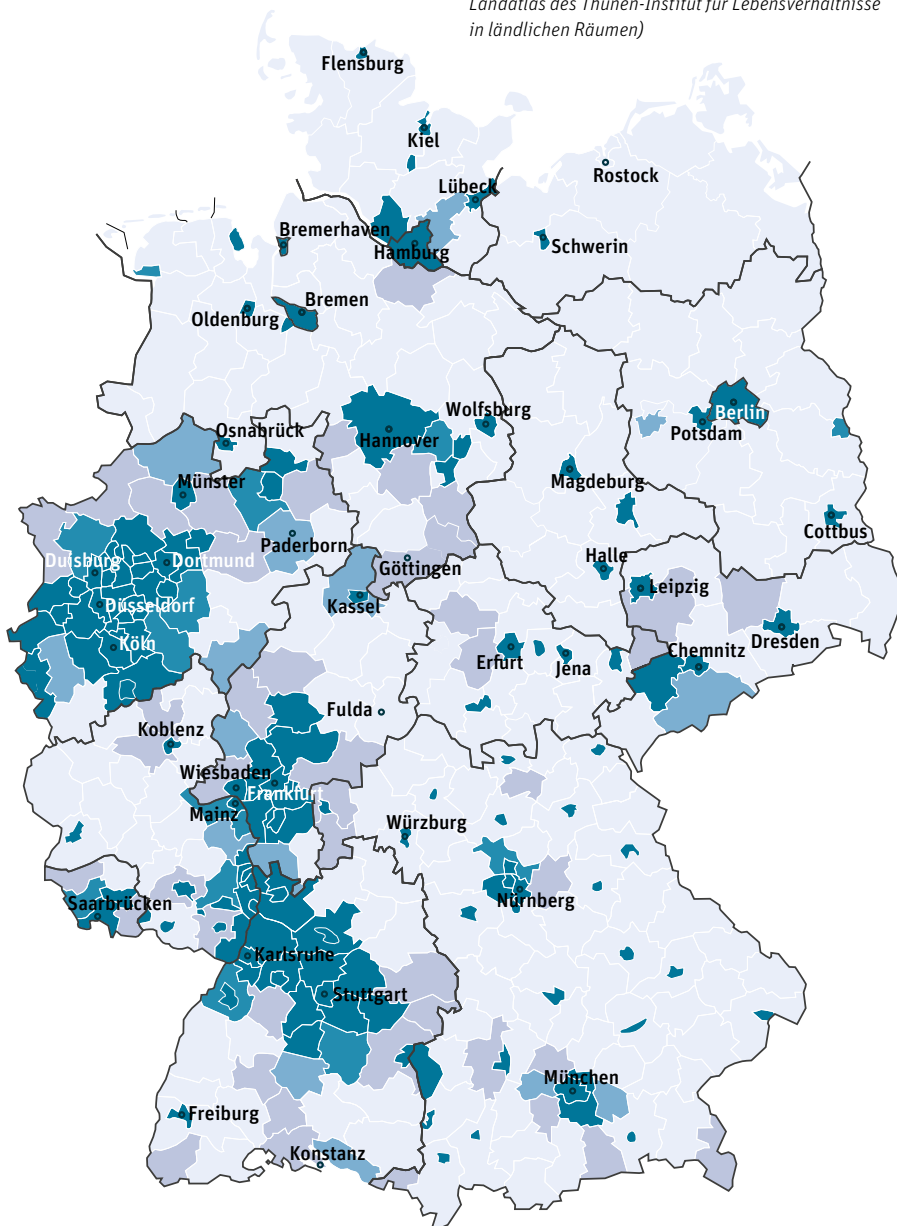 Landatlas des Thünen-Institut für Lebensverhältnisse
in ländlichen Räumen)
Flensburg
Kiel
Rostock
Lübeck
Bremerhaven
Hamburg
Schwerin
Bremen
Oldenburg
Wolfsburg
Berlin
Osnabrück
Hannover
Potsdam
Münster
Magdeburg
Cottbus
Paderborn
Duisburg
Dortmund
Göttingen
Halle
Leipzig
Kassel
Düsseldorf
Köln
Erfurt
Jena
Chemnitz
Dresden
Fulda
Koblenz
Wiesbaden
Frankfurt
Mainz
Würzburg
Saarbrücken
Nürnberg
Karlsruhe
Stuttgart
München
Freiburg
Konstanz